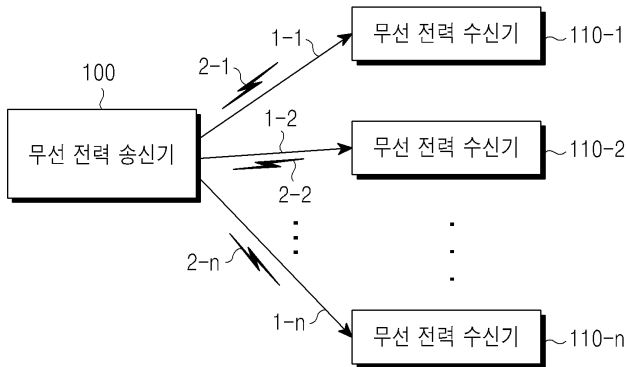 1-1
무선 전력 수신기
110-1
2-1
100
1-2
무선 전력 송신기
무선 전력 수신기
110-2
2-2
2-n
1-n
무선 전력 수신기
110-n